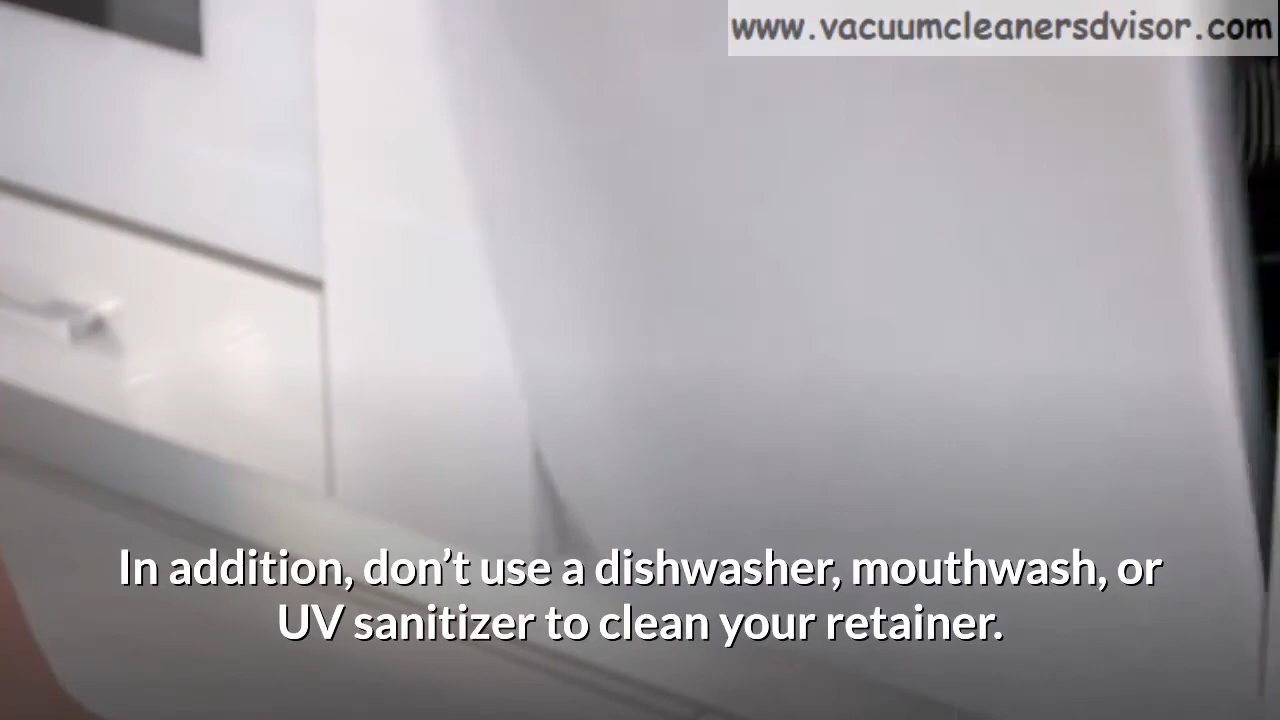 www.vacuumcleanersdvisor.com
In addition, don’t use a dishwasher, mouthwash, or
UV sanitizer to clean your retainer.